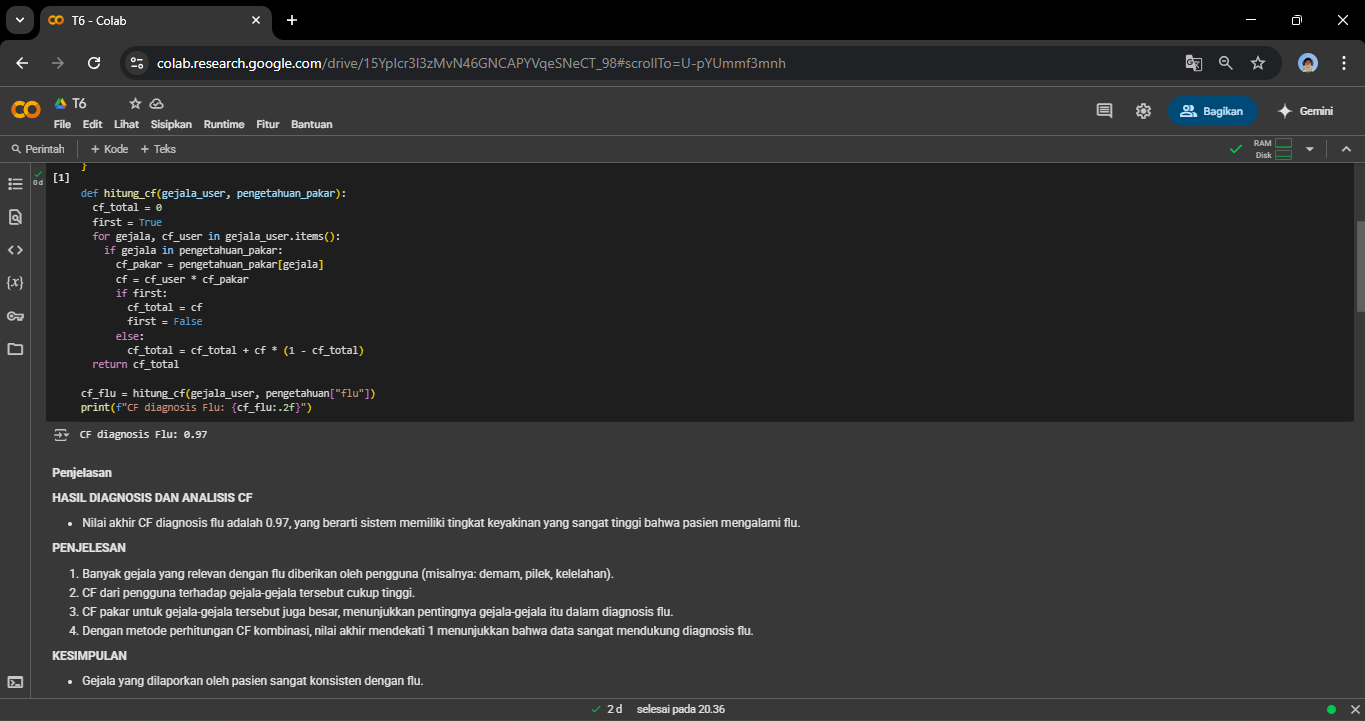 T6 - Colab
colab.research.google.com/drive/15YpIcr3I3zMvN46GNCAPYVqeSNeCT_98#scrollTo=U-pYUmmf3mnh
T6
File Edit Lihat Sisipkan Runtime Fitur Bantuan
Bagikan
Gemini
Perintah + Kode + Teks
RAM
Disk
0 d
}
[1]
def hitung_cf(gejala_user, pengetahuan_pakar):
  cf_total = 0
  first = True
  for gejala, cf_user in gejala_user.items():
    if gejala in pengetahuan_pakar:
      cf_pakar = pengetahuan_pakar[gejala]
      cf = cf_user * cf_pakar
      if first:
        cf_total = cf
        first = False
      else:
        cf_total = cf_total + cf * (1 - cf_total)
  return cf_total
cf_flu = hitung_cf(gejala_user, pengetahuan["flu"])
print(f"CF diagnosis Flu: {cf_flu:.2f}")
CF diagnosis Flu: 0.97
Penjelasan
HASIL DIAGNOSIS DAN ANALISIS CF
• Nilai akhir CF diagnosis flu adalah 0.97, yang berarti sistem memiliki tingkat keyakinan yang sangat tinggi bahwa pasien mengalami flu.
PENJELESAN
1. Banyak gejala yang relevan dengan flu diberikan oleh pengguna (misalnya: demam, pilek, kelelahan).
2. CF dari pengguna terhadap gejala-gejala tersebut cukup tinggi.
3. CF pakar untuk gejala-gejala tersebut juga besar, menunjukkan pentingnya gejala-gejala itu dalam diagnosis flu.
4. Dengan metode perhitungan CF kombinasi, nilai akhir mendekati 1 menunjukkan bahwa data sangat mendukung diagnosis flu.
KESIMPULAN
• Gejala yang dilaporkan oleh pasien sangat konsisten dengan flu.
2 d selesai pada 20.36